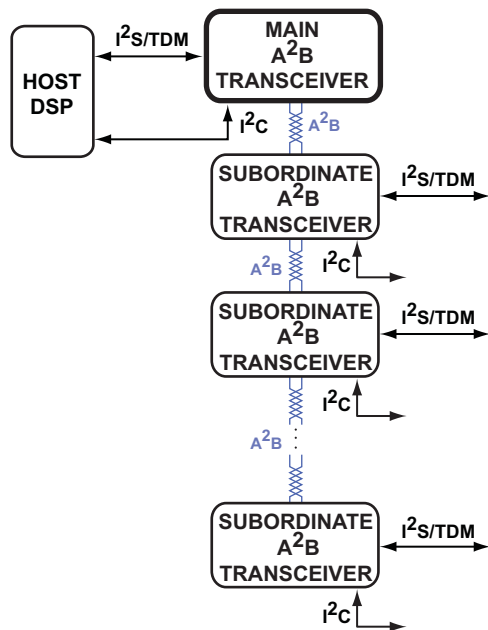 I²S/TDM
MAIN
A²B
TRANSCEIVER
HOST
DSP
I²C
A²B
SUBORDINATE
A²B
TRANSCEIVER
I²S/TDM
I²C
A²B
SUBORDINATE
A²B
TRANSCEIVER
I²S/TDM
I²C
A²B
SUBORDINATE
A²B
TRANSCEIVER
I²S/TDM
I²C